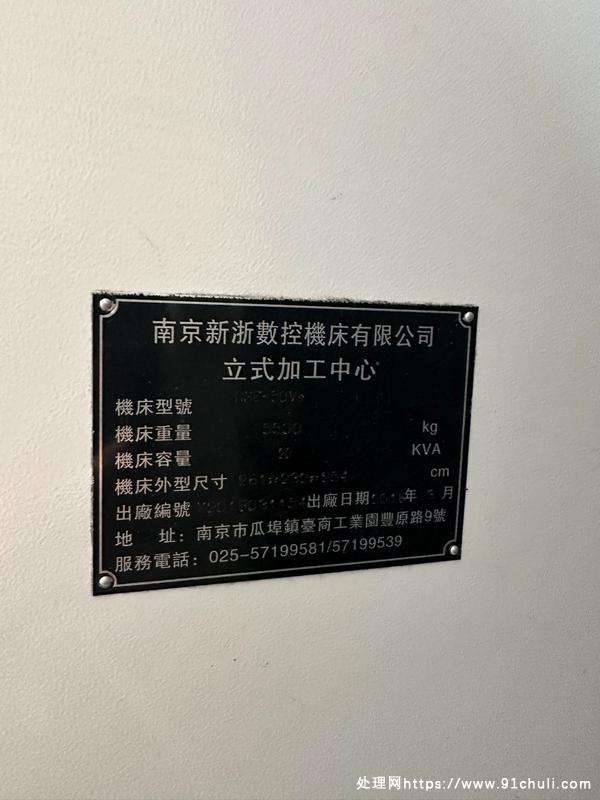 南京新浙數控機床有限公司
立式加工中心
機床型號
機床重量 kg
機床容量 KVA
機床外型尺寸 cm
出廠編號 出廠日期 年 月
地 址：南京市瓜埠鎮臺商工業園豐原路9號
服務電話：025-57199581/57199539
处理网https://www.91chuli.com